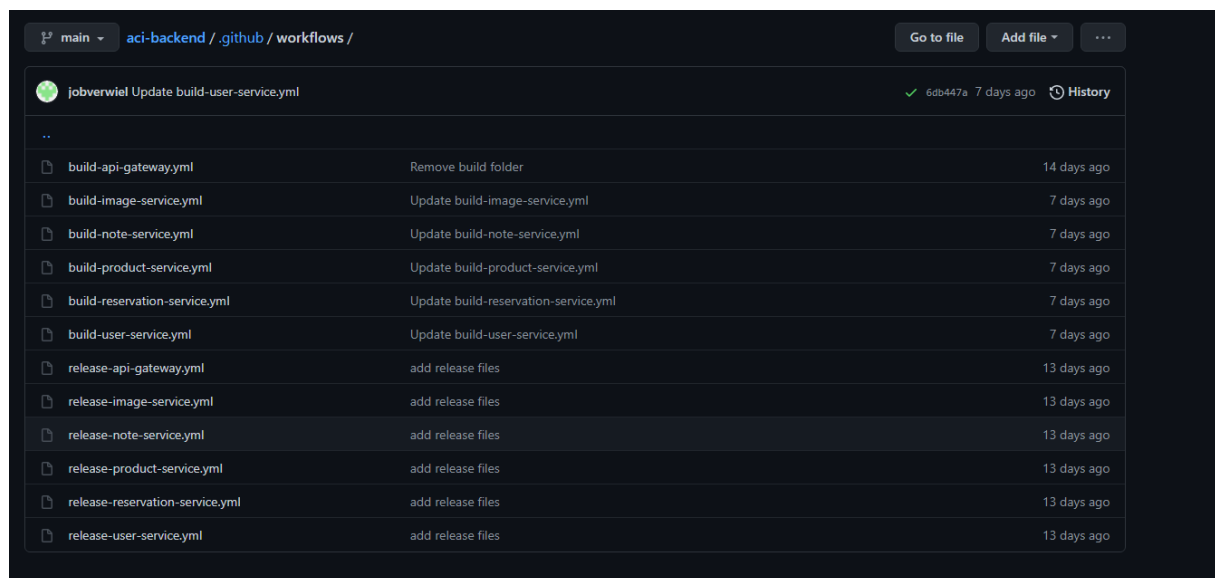 main aci-backend / .github / workflows / Go to file Add file ...
jobverwiel Update build-user-service.yml 6db447a 7 days ago History
..
build-api-gateway.yml Remove build folder 14 days ago
build-image-service.yml Update build-image-service.yml 7 days ago
build-note-service.yml Update build-note-service.yml 7 days ago
build-product-service.yml Update build-product-service.yml 7 days ago
build-reservation-service.yml Update build-reservation-service.yml 7 days ago
build-user-service.yml Update build-user-service.yml 7 days ago
release-api-gateway.yml add release files 13 days ago
release-image-service.yml add release files 13 days ago
release-note-service.yml add release files 13 days ago
release-product-service.yml add release files 13 days ago
release-reservation-service.yml add release files 13 days ago
release-user-service.yml add release files 13 days ago